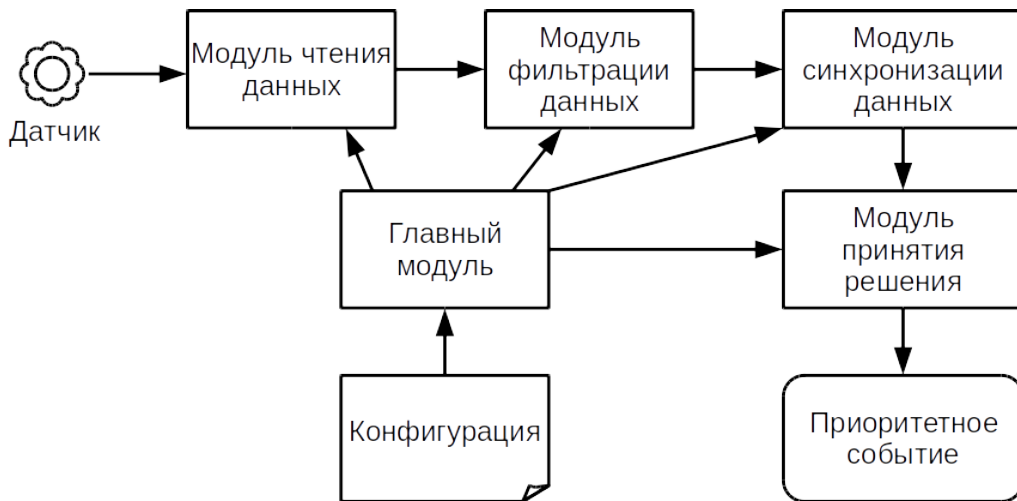 Датчик
Модуль чтения
данных
Модуль
фильтрации
данных
Модуль
синхронизации
данных
Главный
модуль
Модуль
принятия
решения
Конфигурация
Приоритетное
событие